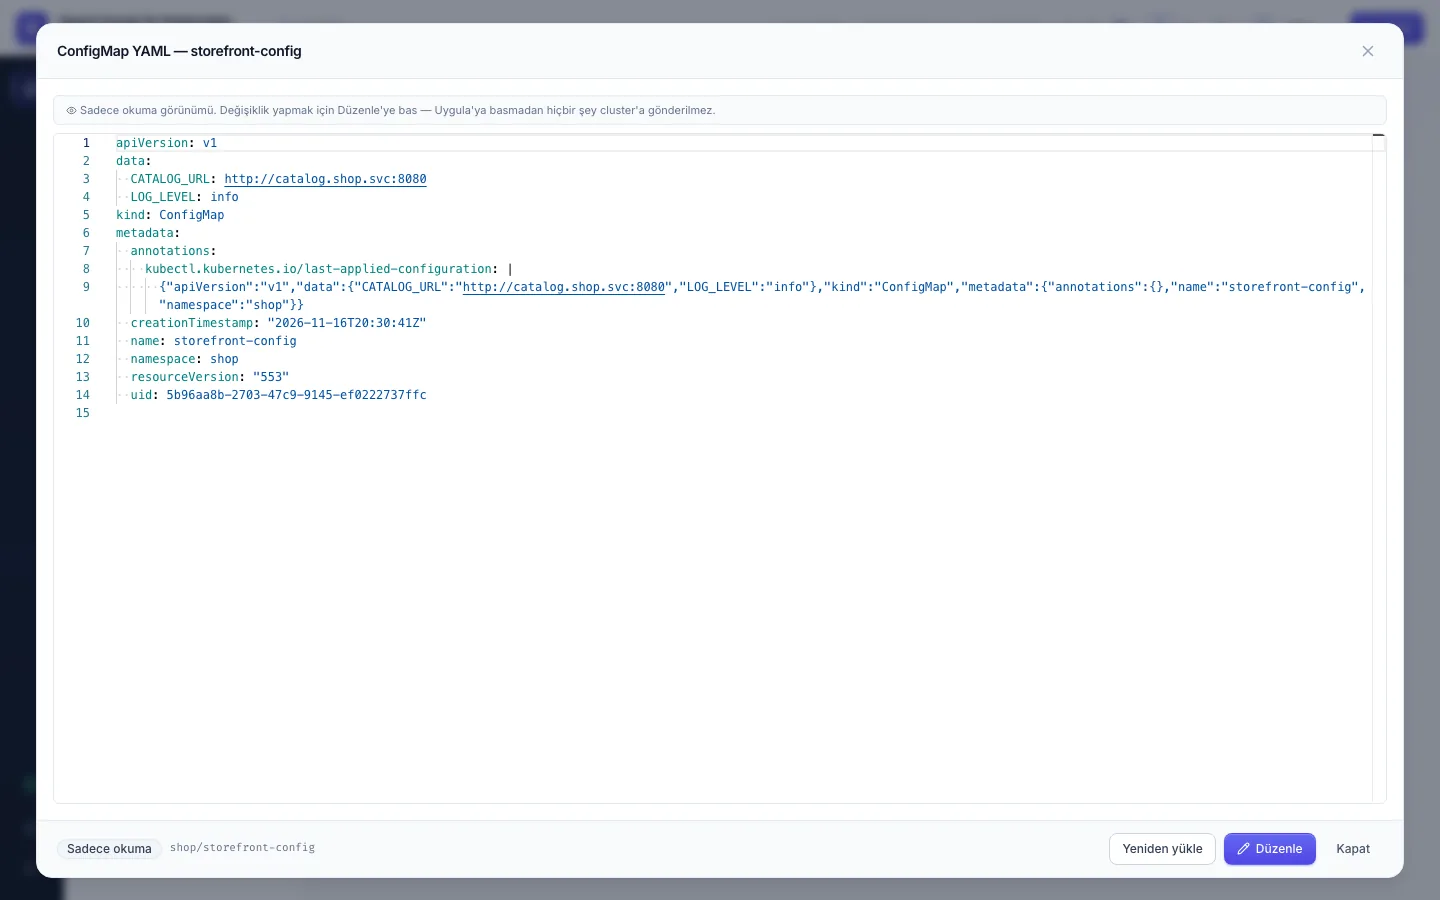 ConfigMap YAML — storefront-config
Sadece okuma görünümü. Değişiklik yapmak için Düzenle'ye bas — Uygula'ya basmadan hiçbir şey cluster'a gönderilmez.
1 apiVersion: v1
2 data:
3   CATALOG_URL: http://catalog.shop.svc:8080
4   LOG_LEVEL: info
5 kind: ConfigMap
6 metadata:
7   annotations:
8     kubectl.kubernetes.io/last-applied-configuration: |
9       {"apiVersion":"v1","data":{"CATALOG_URL":"http://catalog.shop.svc:8080","LOG_LEVEL":"info"},"kind":"ConfigMap","metadata":{"annotations":{},"name":"storefront-config",
"namespace":"shop"}}
10   creationTimestamp: "2026-11-16T20:30:41Z"
11   name: storefront-config
12   namespace: shop
13   resourceVersion: "553"
14   uid: 5b96aa8b-2703-47c9-9145-ef0222737ffc
15
Sadece okuma shop/storefront-config Yeniden yükle Düzenle Kapat